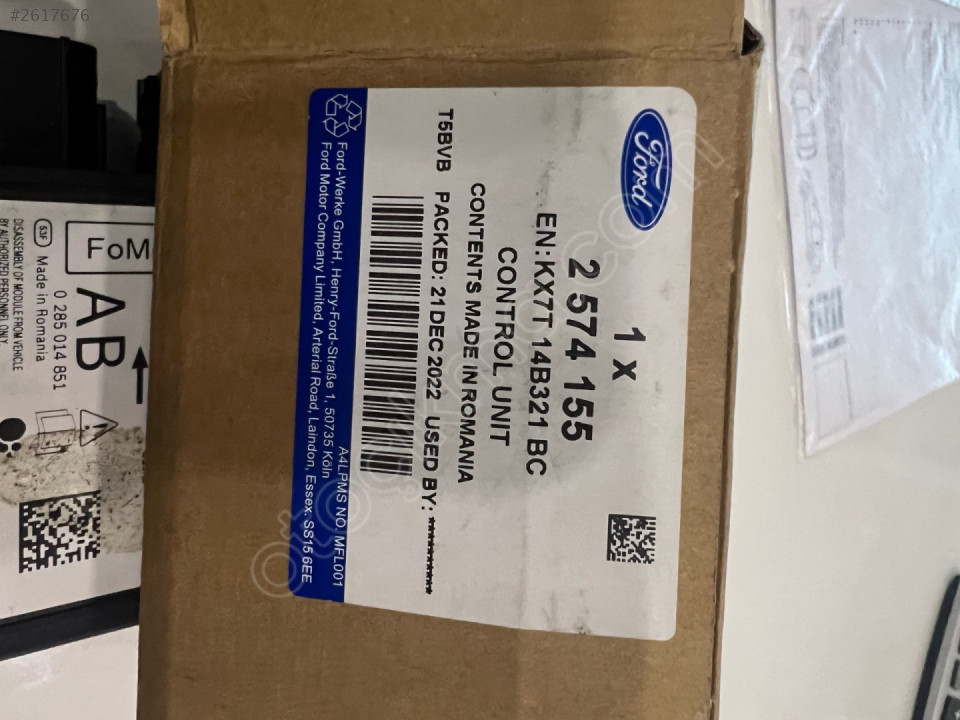 #2617676
Ford
1 x
2 574 155
EN:KX7T 14B321 BC
CONTROL UNIT
CONTENTS MADE IN ROMANIA
T5BVB PACKED: 21 DEC 2022 USED BY: **********
A4LPMS NO. MFL001
Ford-Werke GmbH, Henry-Ford-Straße 1, 50735 Köln
Ford Motor Company Limited, Arterial Road, Laindon, Essex. SS15 6EE
FoM
AB
0 285 014 851
53F Made in Romania
DISASSEMBLY OF MODULE FROM VEHICLE
BY AUTHORIZED PERSONNEL ONLY.